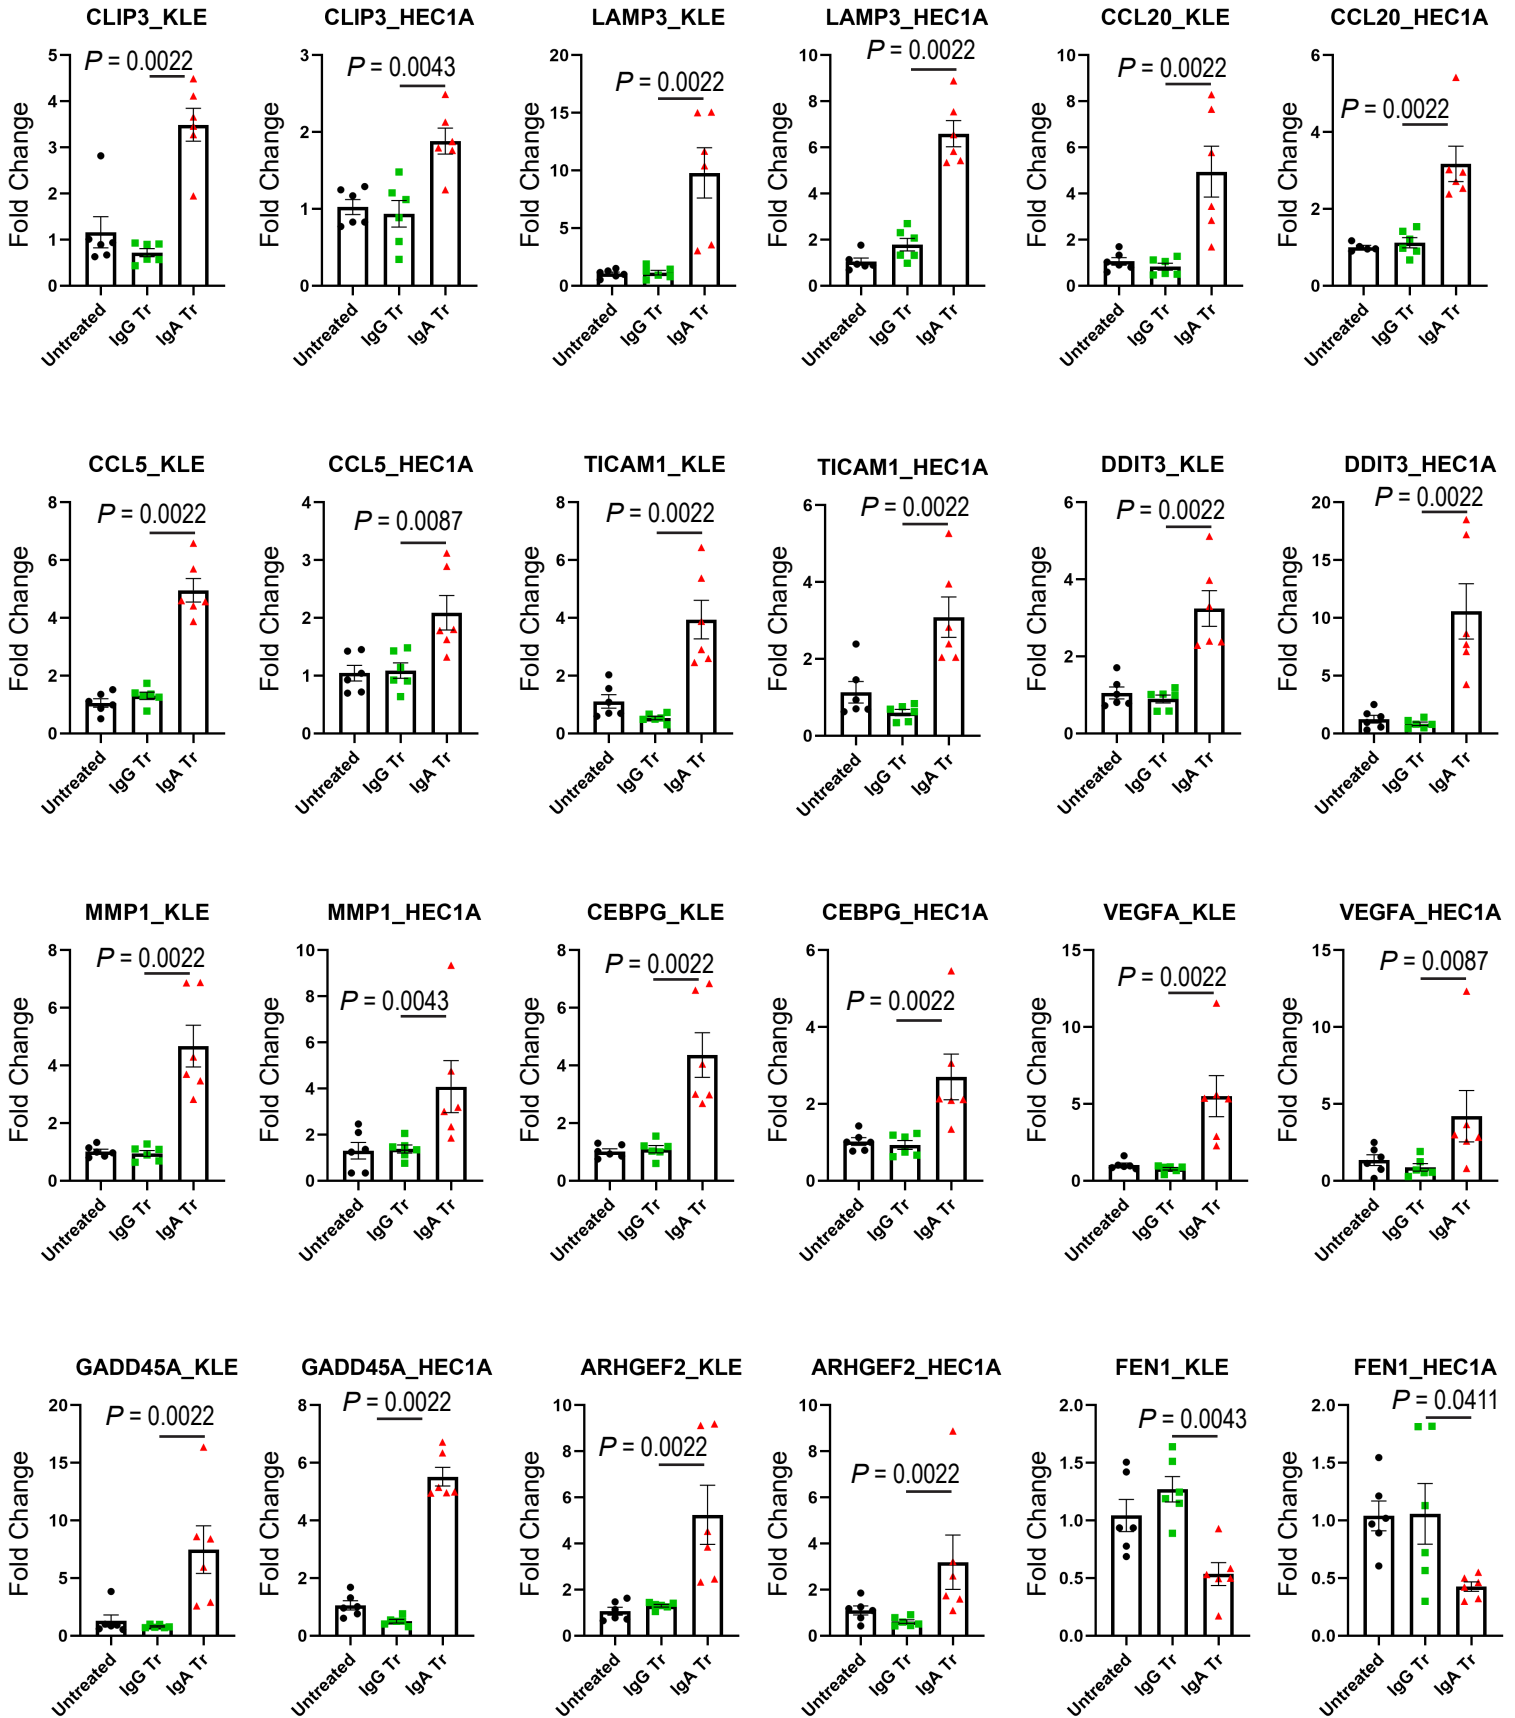 CLIP3_KLE
P = 0.0022
Fold Change
5
4
3
2
1
0
Untreated
IgG Tr
IgA Tr
CLIP3_HEC1A
P = 0.0043
Fold Change
3
2
1
0
Untreated
IgG Tr
IgA Tr
LAMP3_KLE
P = 0.0022
Fold Change
20
15
10
5
0
Untreated
IgG Tr
IgA Tr
LAMP3_HEC1A
P = 0.0022
Fold Change
10
8
6
4
2
0
Untreated
IgG Tr
IgA Tr
CCL20_KLE
P = 0.0022
Fold Change
10
8
6
4
2
0
Untreated
IgG Tr
IgA Tr
CCL20_HEC1A
P = 0.0022
Fold Change
6
4
2
0
Untreated
IgG Tr
IgA Tr
CCL5_KLE
P = 0.0022
Fold Change
8
6
4
2
0
Untreated
IgG Tr
IgA Tr
CCL5_HEC1A
P = 0.0087
Fold Change
4
3
2
1
0
Untreated
IgG Tr
IgA Tr
TICAM1_KLE
P = 0.0022
Fold Change
8
6
4
2
0
Untreated
IgG Tr
IgA Tr
TICAM1_HEC1A
P = 0.0022
Fold Change
6
4
2
0
Untreated
IgG Tr
IgA Tr
DDIT3_KLE
P = 0.0022
Fold Change
6
4
2
0
Untreated
IgG Tr
IgA Tr
DDIT3_HEC1A
P = 0.0022
Fold Change
20
15
10
5
0
Untreated
IgG Tr
IgA Tr
MMP1_KLE
P = 0.0022
Fold Change
8
6
4
2
0
Untreated
IgG Tr
IgA Tr
MMP1_HEC1A
P = 0.0043
Fold Change
10
8
6
4
2
0
Untreated
IgG Tr
IgA Tr
CEBPG_KLE
P = 0.0022
Fold Change
8
6
4
2
0
Untreated
IgG Tr
IgA Tr
CEBPG_HEC1A
P = 0.0022
Fold Change
6
4
2
0
Untreated
IgG Tr
IgA Tr
VEGFA_KLE
P = 0.0022
Fold Change
15
10
5
0
Untreated
IgG Tr
IgA Tr
VEGFA_HEC1A
P = 0.0087
Fold Change
15
10
5
0
Untreated
IgG Tr
IgA Tr
GADD45A_KLE
P = 0.0022
Fold Change
20
15
10
5
0
Untreated
IgG Tr
IgA Tr
GADD45A_HEC1A
P = 0.0022
Fold Change
8
6
4
2
0
Untreated
IgG Tr
IgA Tr
ARHGEF2_KLE
P = 0.0022
Fold Change
10
8
6
4
2
0
Untreated
IgG Tr
IgA Tr
ARHGEF2_HEC1A
P = 0.0022
Fold Change
10
8
6
4
2
0
Untreated
IgG Tr
IgA Tr
FEN1_KLE
P = 0.0043
Fold Change
2.0
1.5
1.0
0.5
0.0
Untreated
IgG Tr
IgA Tr
FEN1_HEC1A
P = 0.0411
Fold Change
2.0
1.5
1.0
0.5
0.0
Untreated
IgG Tr
IgA Tr